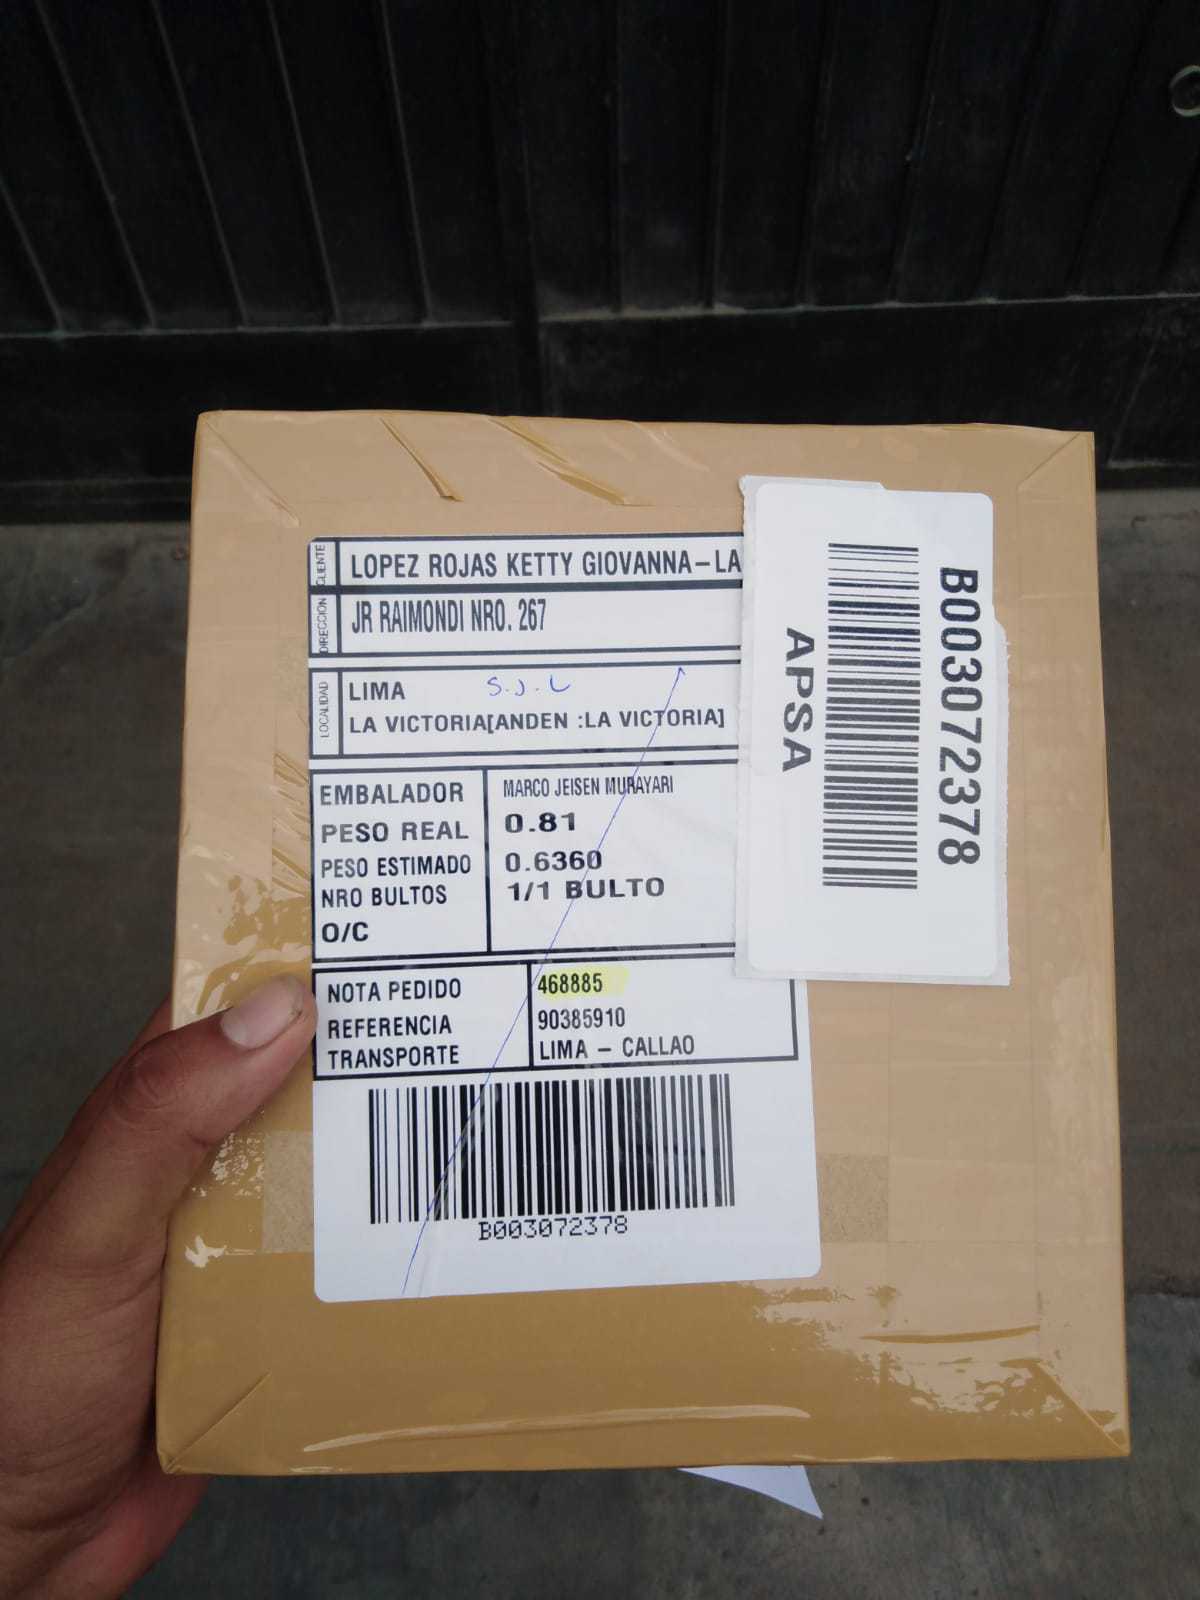 CLIENTE LOPEZ ROJAS KETTY GIOVANNA-LA
DIRECCIÓN JR RAIMONDI NRO. 267
LOCALIDAD LIMA S.J.L
LA VICTORIA[ANDEN :LA VICTORIA]
EMBALADOR MARCO JEISEN MURAYARI
PESO REAL 0.81
PESO ESTIMADO 0.6360
NRO BULTOS 1/1 BULTO
O/C
NOTA PEDIDO 468885
REFERENCIA 90385910
TRANSPORTE LIMA - CALLAO
B003072378
B003072378
APSA